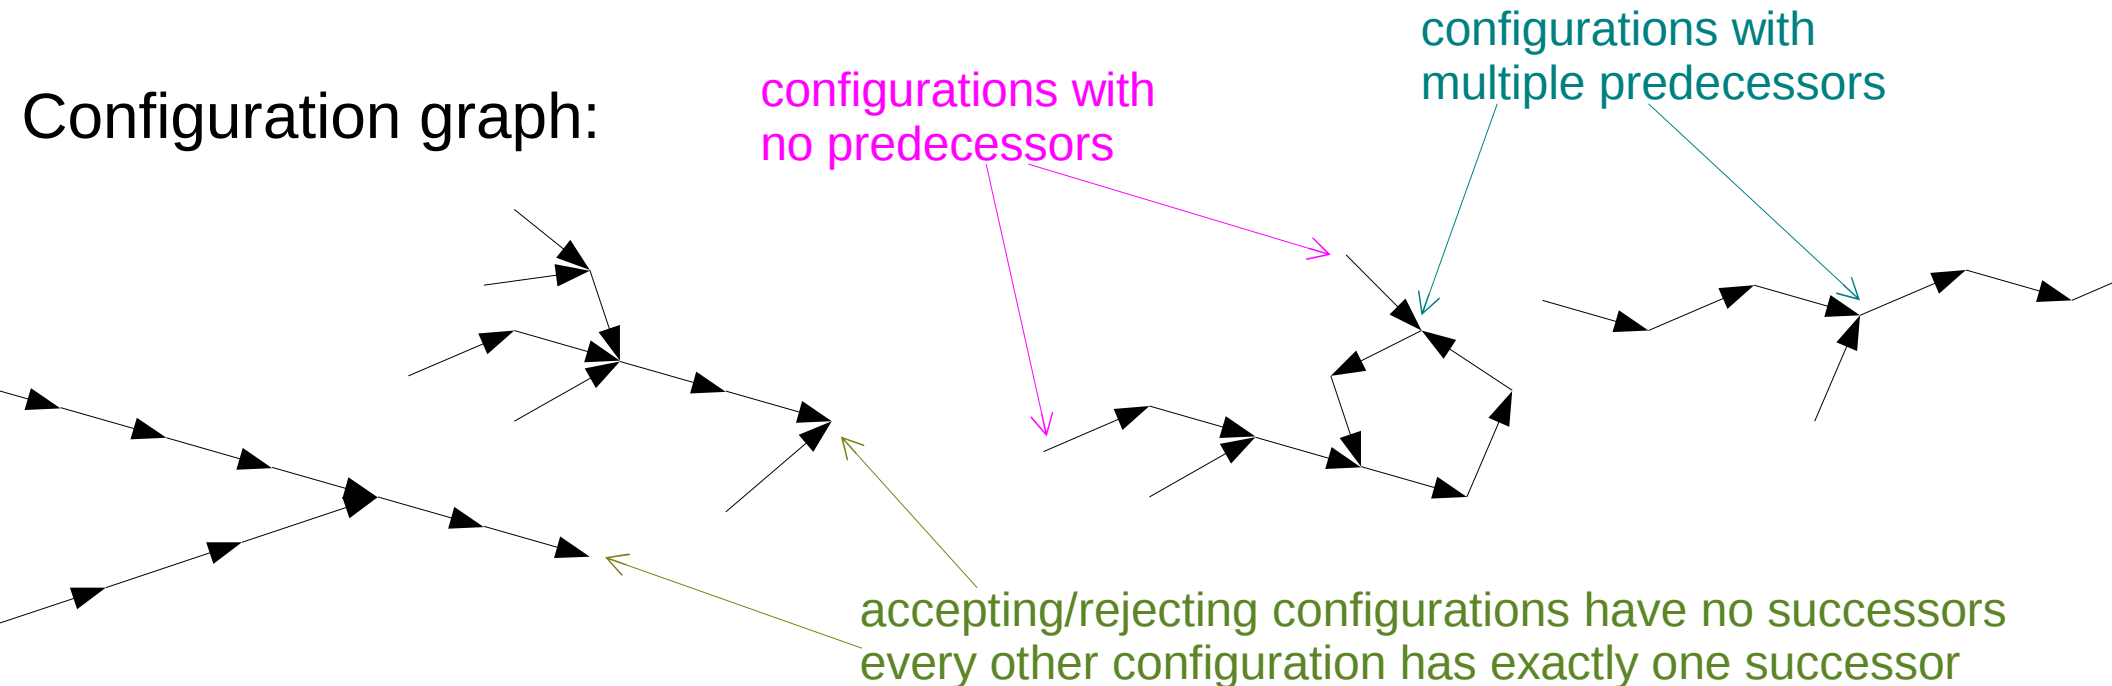 Configuration graph:
configurations with
no predecessors
configurations with
multiple predecessors
accepting/rejecting configurations have no successors
every other configuration has exactly one successor